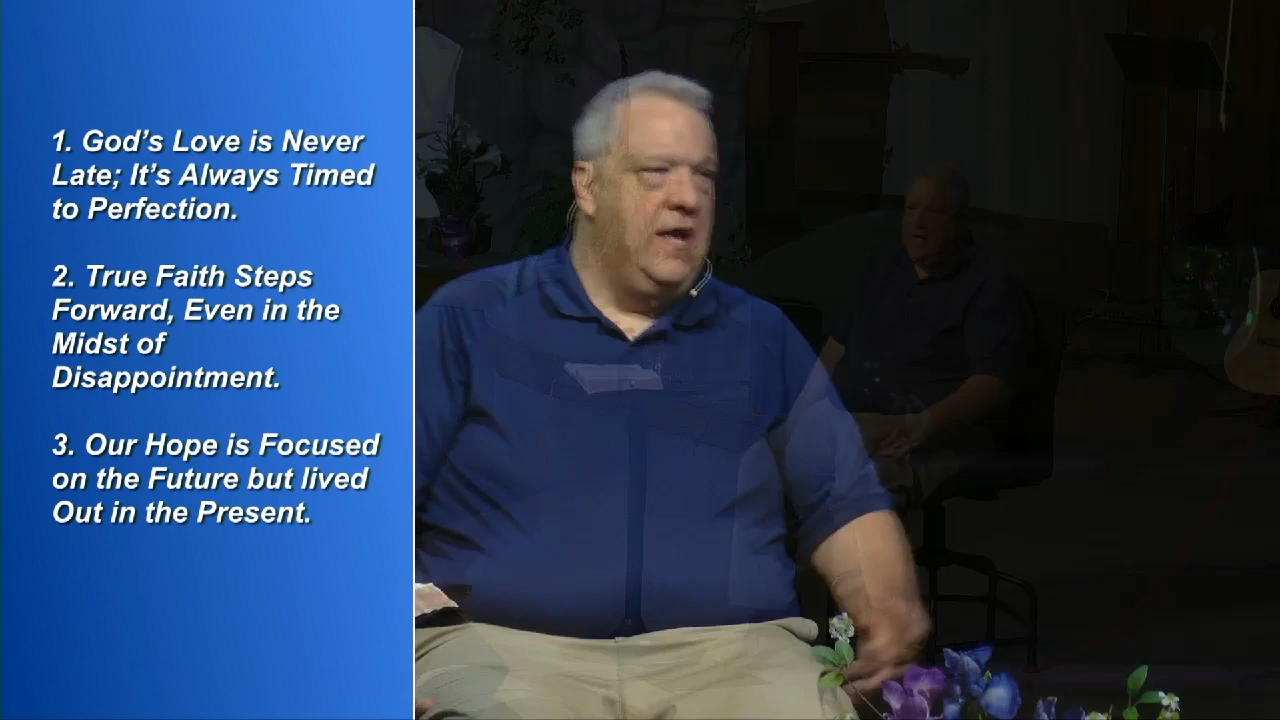 1. God's Love is Never
Late; It's Always Timed
to Perfection.
2. True Faith Steps
Forward, Even in the
Midst of
Disappointment.
3. Our Hope is Focused
on the Future but lived
Out in the Present.